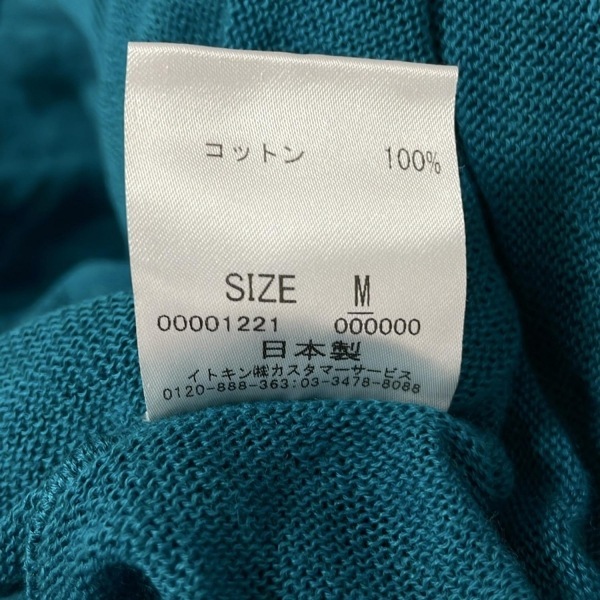 コットン 100%
SIZE M
00001221 000000
日本製
イトキン㈱カスタマーサービス
0120-888-363:03-3478-8088